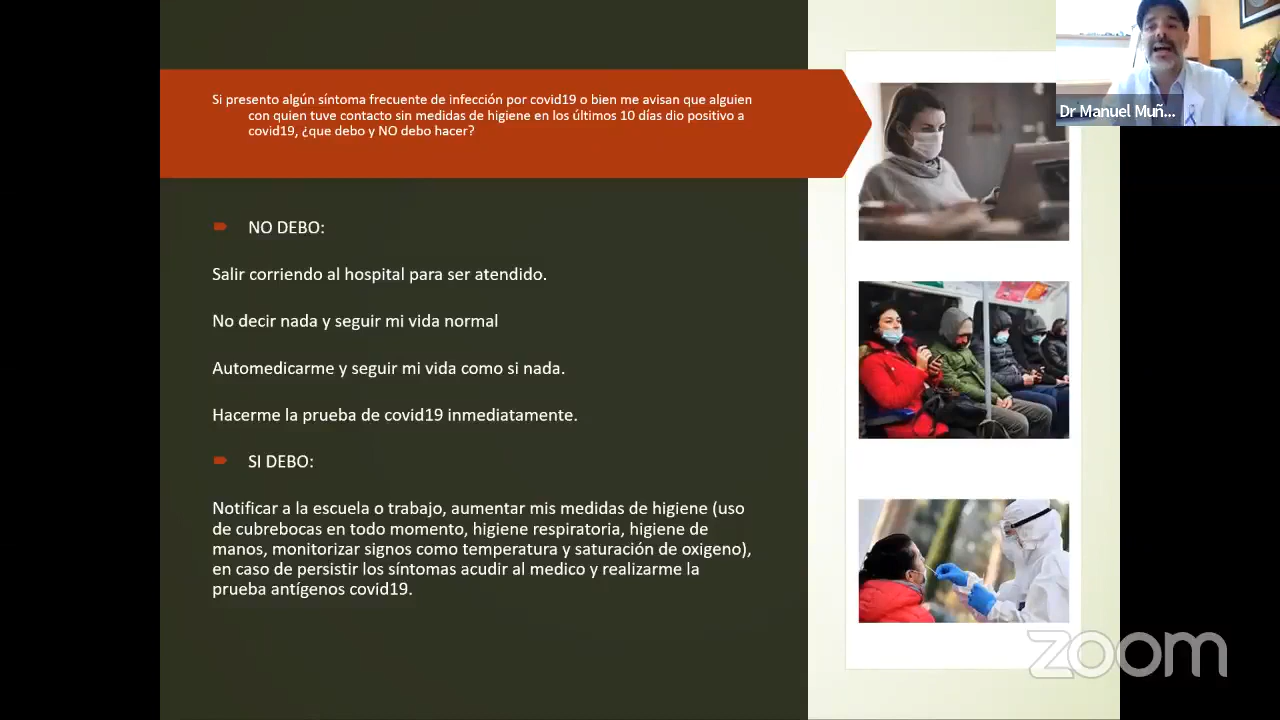 Si presento algún síntoma frecuente de infección por covid19 o bien me avisan que alguien
con quien tuve contacto sin medidas de higiene en los últimos 10 días dio positivo a
covid19, ¿que debo y NO debo hacer?
Dr Manuel Muñ...
NO DEBO:
Salir corriendo al hospital para ser atendido.
No decir nada y seguir mi vida normal
Automedicarme y seguir mi vida como si nada.
Hacerme la prueba de covid19 inmediatamente.
SI DEBO:
Notificar a la escuela o trabajo, aumentar mis medidas de higiene (uso
de cubrebocas en todo momento, higiene respiratoria, higiene de
manos, monitorizar signos como temperatura y saturación de oxigeno),
en caso de persistir los síntomas acudir al medico y realizarme la
prueba antígenos covid19.
zoom